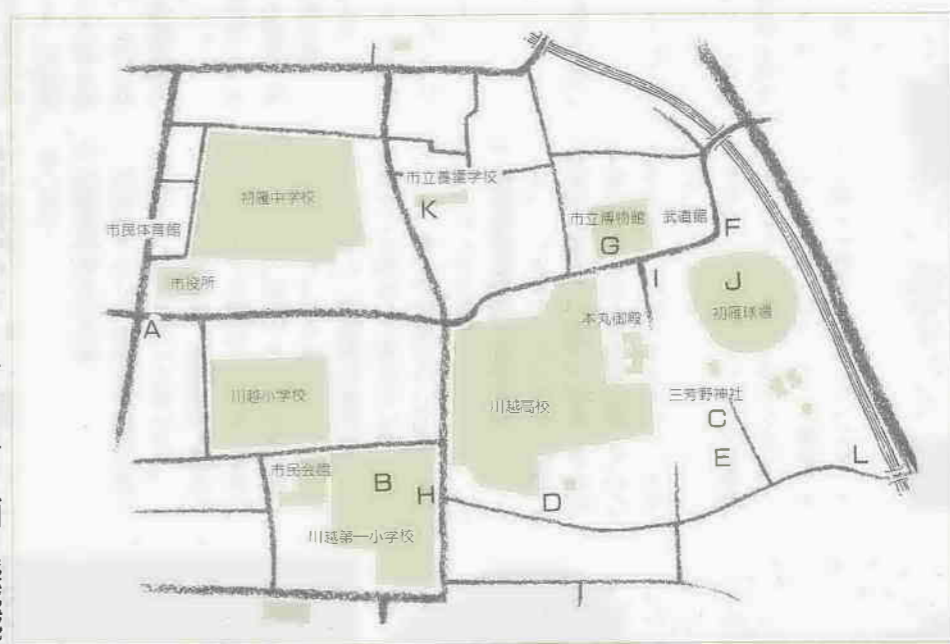 市立養護学校
K
初雁中学校
市立博物館
武道館
F
G
市民体育館
市役所
I
J
本丸御殿
初雁球場
A
川越小学校
川越高校
三芳野神社
C
E
L
市民会館
B
H
D
川越第一小学校